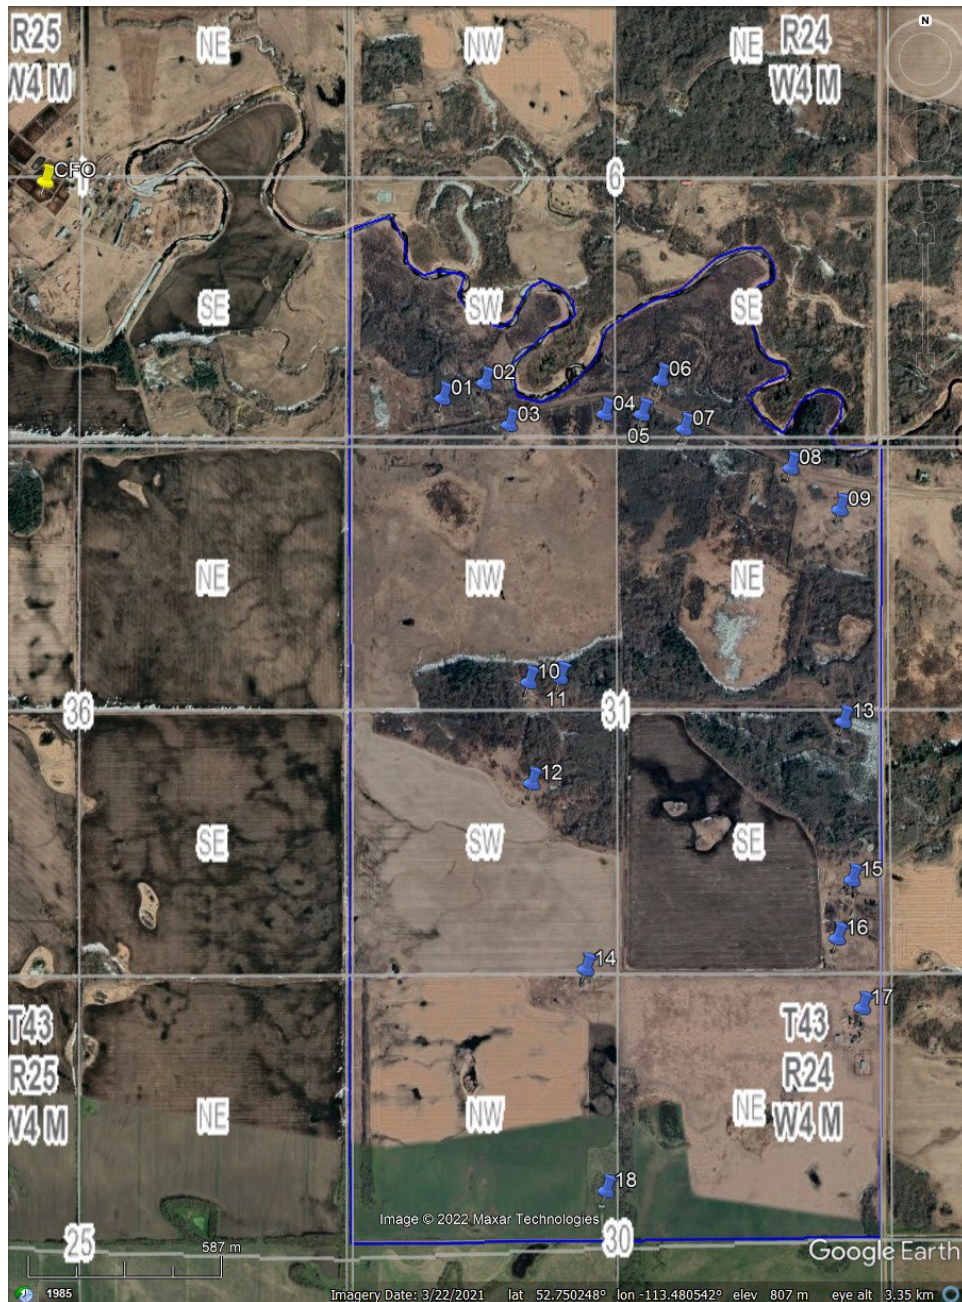 R25
W4 M
NE
NW
NE
R24
W4 M
N
CFO
1
6
SE
SW
SE
01
02
03
04
05
06
07
08
09
NE
NW
NE
10
11
36
31
13
12
SE
SW
SE
15
16
14
17
T43
R25
W4 M
T43
R24
W4 M
NE
NW
NE
18
Image © 2022 Maxar Technologies
25
30
587 m
Google Earth
1985
Imagery Date: 3/22/2021 lat 52.750248° lon -113.480542° elev 807 m eye alt 3.35 km